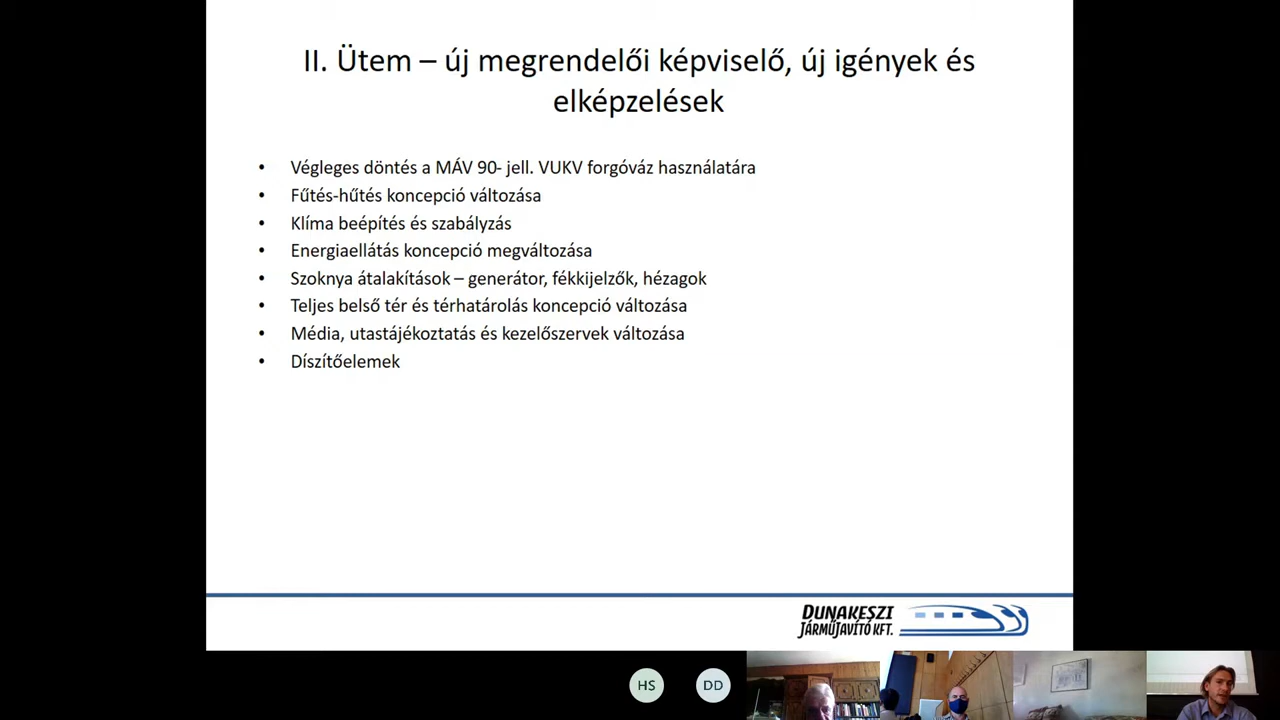 II. Ütem – új megrendelői képviselő, új igények és
elképzelések
• Végleges döntés a MÁV 90- jell. VUKV forgóváz használatára
• Fűtés-hűtés koncepció változása
• Klíma beépítés és szabályzás
• Energiaellátás koncepció megváltozása
• Szoknya átalakítások – generátor, fékkijelzők, hézagok
• Teljes belső tér és térhatárolás koncepció változása
• Média, utastájékoztatás és kezelőszervek változása
• Díszítőelemek
DUNAKESZI
JÁRMŰJAVÍTÓ KFT.
HS
DD